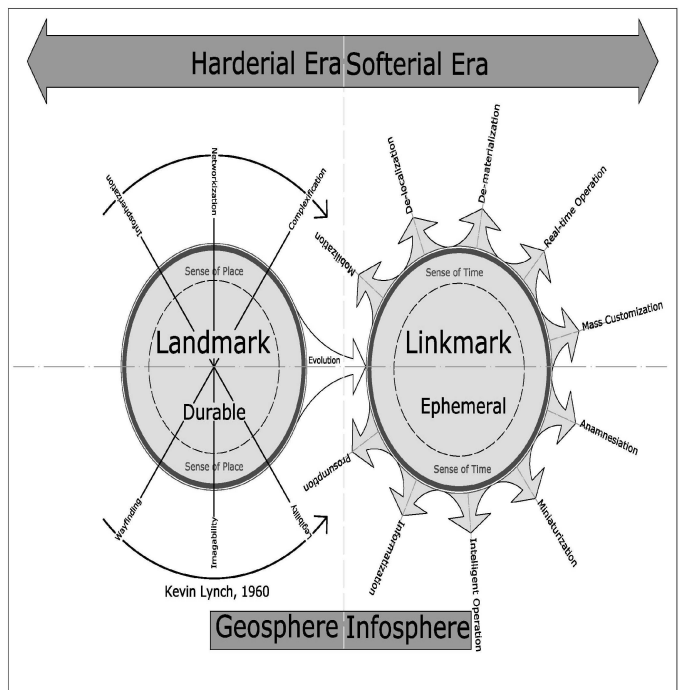 Harderial Era Softerial Era
Infospherization
Networkization
Complexification
Sense of Place
Landmark
Durable
Sense of Place
Wayfinding
Imagability
Legibility
Kevin Lynch, 1960
Evolution
Mobilization
De-localization
De-materialization
Real-time Operation
Mass Customization
Anamnesiation
Miniaturization
Intelligent Operation
Informatization
Prosumption
Sense of Time
Linkmark
Ephemeral
Sense of Time
Geosphere Infosphere